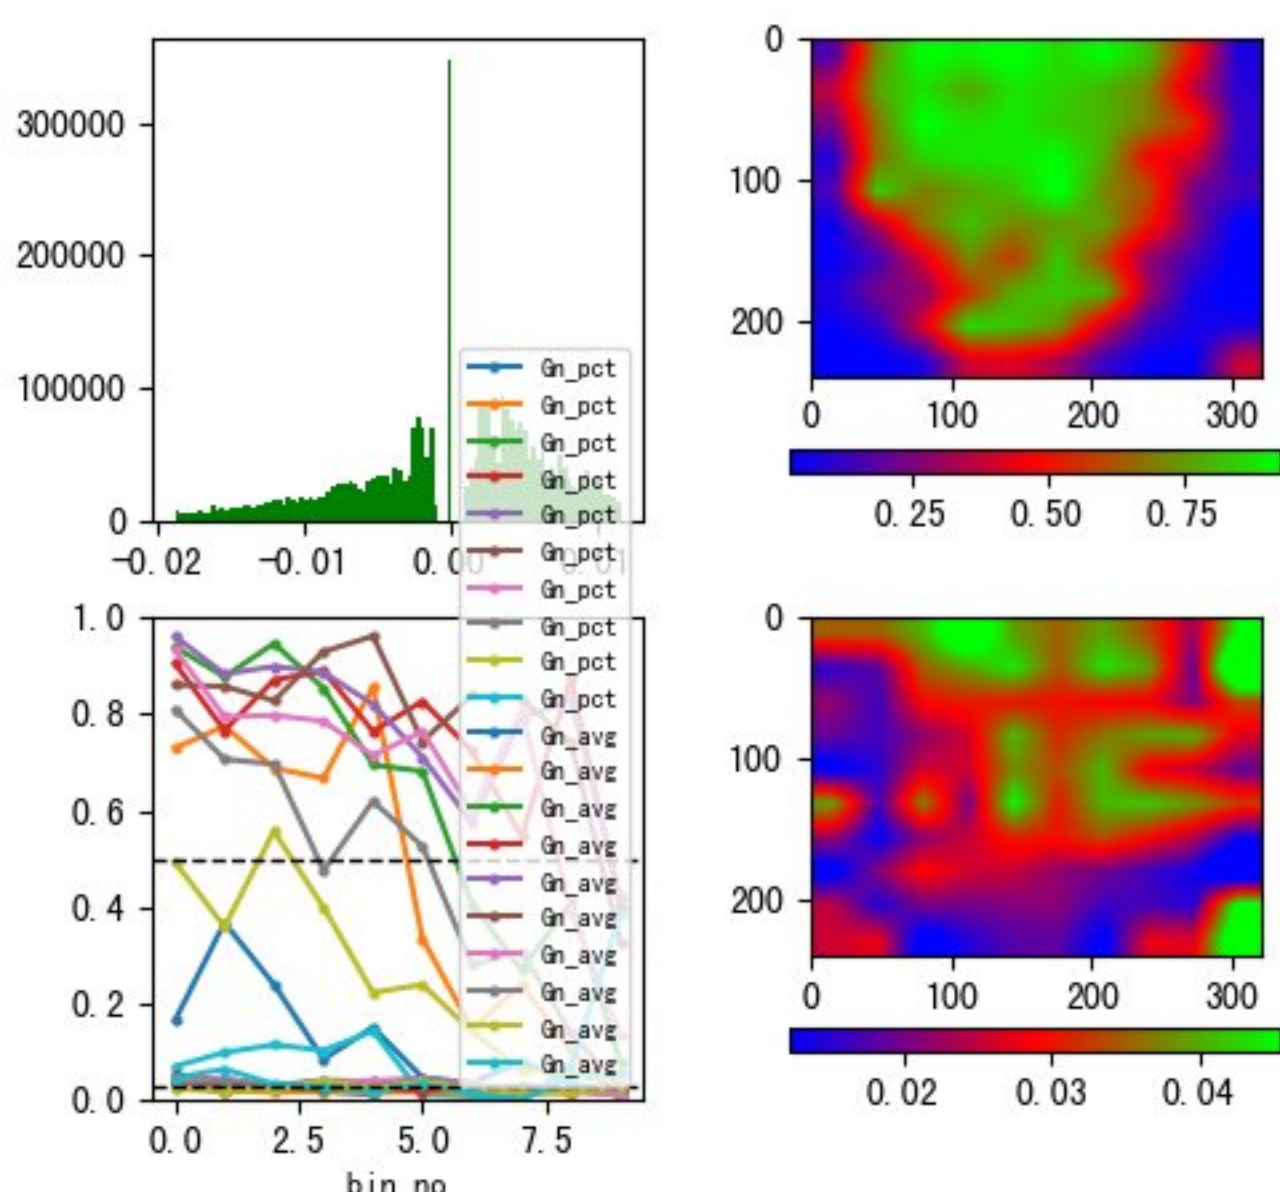 300000
200000
100000
0
-0.02 -0.01 0.00 0.01
0
100
200
0 100 200 300
0.25 0.50 0.75
Gn_pct
Gn_pct
Gn_pct
Gn_pct
Gn_pct
Gn_pct
Gn_pct
Gn_pct
Gn_pct
Gn_pct
Gn_avg
Gn_avg
Gn_avg
Gn_avg
Gn_avg
Gn_avg
Gn_avg
Gn_avg
Gn_avg
Gn_avg
1.0
0.8
0.6
0.4
0.2
0.0
0.0 2.5 5.0 7.5
bin_no
0
100
200
0 100 200 300
0.02 0.03 0.04